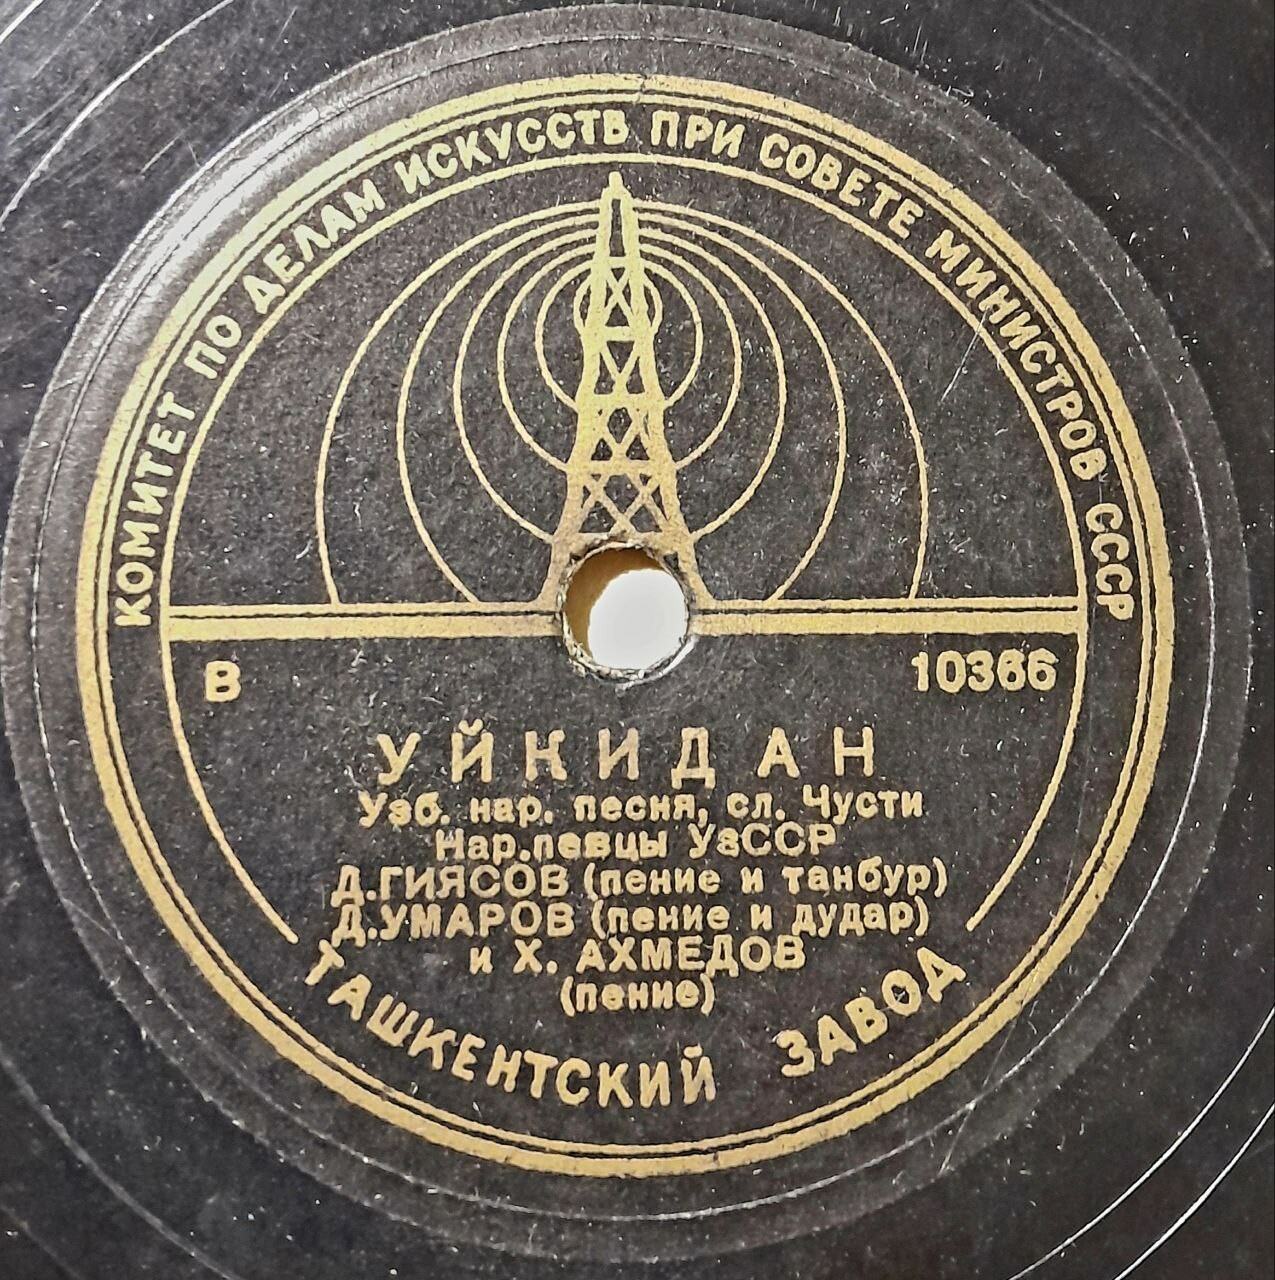 КОМИТЕТ ПО ДЕЛАМ ИСКУССТВ ПРИ СОВЕТЕ МИНИСТРОВ СССР
В 10366
УЙКИДАН
Узб. нар. песня, сл. Чусти
Нар.певцы УзССР
Д.ГИЯСОВ (пение и танбур)
Д.УМАРОВ (пение и дудар)
и Х. АХМЕДОВ
(пение)
ТАШКЕНТСКИЙ ЗАВОД